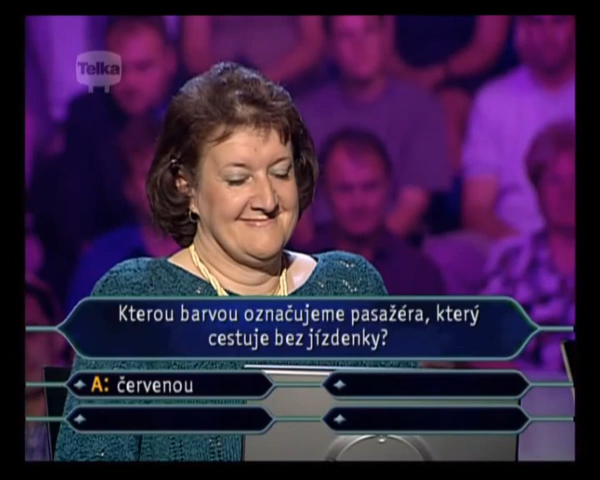 Telka
Kterou barvou označujeme pasažéra, který
cestuje bez jízdenky?
A: červenou